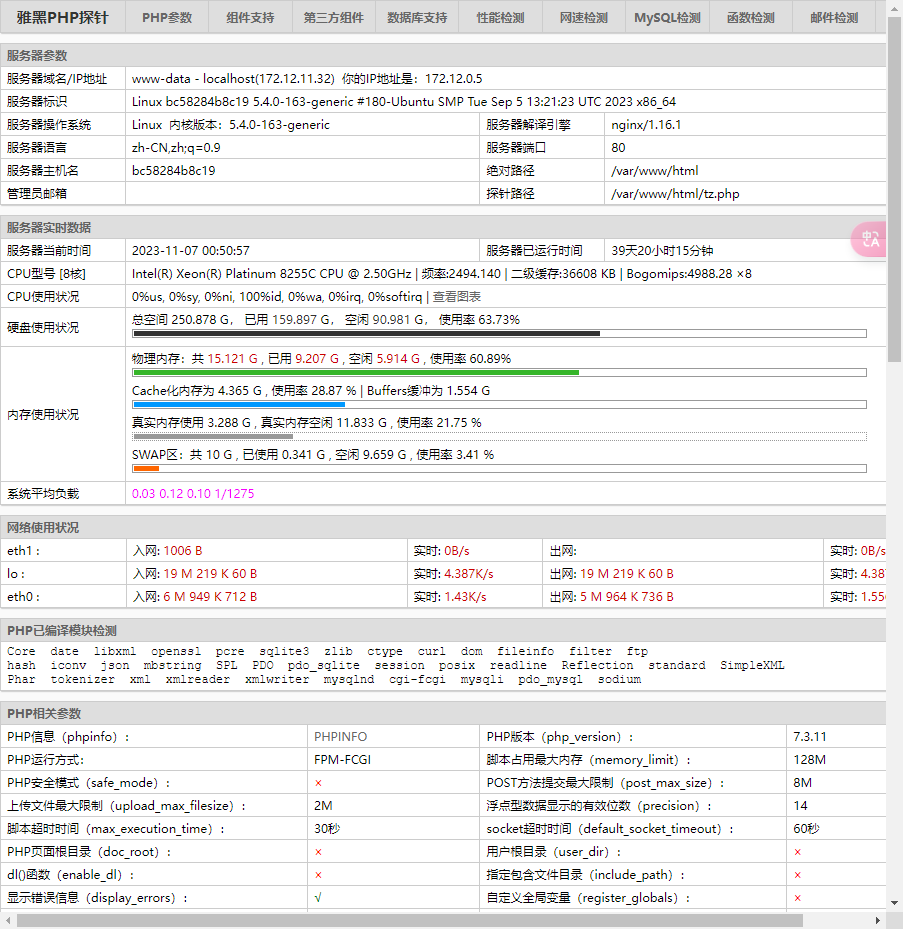 雅黑PHP探针 PHP参数 组件支持 第三方组件 数据库支持 性能检测 网速检测 MySQL检测 函数检测 邮件检测
服务器参数
服务器域名/IP地址 www-data - localhost(172.12.11.32) 你的IP地址是：172.12.0.5
服务器标识 Linux bc58284b8c19 5.4.0-163-generic #180-Ubuntu SMP Tue Sep 5 13:21:23 UTC 2023 x86_64
服务器操作系统 Linux 内核版本：5.4.0-163-generic 服务器解译引擎 nginx/1.16.1
服务器语言 zh-CN,zh;q=0.9 服务器端口 80
服务器主机名 bc58284b8c19 绝对路径 /var/www/html
管理员邮箱 探针路径 /var/www/html/tz.php
服务器实时数据
服务器当前时间 2023-11-07 00:50:57 服务器已运行时间 39天20小时15分钟
CPU型号 [8核] Intel(R) Xeon(R) Platinum 8255C CPU @ 2.50GHz | 频率:2494.140 | 二级缓存:36608 KB | Bogomips:4988.28 ×8
CPU使用状况 0%us, 0%sy, 0%ni, 100%id, 0%wa, 0%irq, 0%softirq | 查看图表
硬盘使用状况 总空间 250.878 G， 已用 159.897 G， 空闲 90.981 G， 使用率 63.73%
内存使用状况 物理内存：共 15.121 G , 已用 9.207 G , 空闲 5.914 G , 使用率 60.89%
Cache化内存为 4.365 G , 使用率 28.87 % | Buffers缓冲为 1.554 G
真实内存使用 3.288 G , 真实内存空闲 11.833 G , 使用率 21.75 %
SWAP区：共 10 G , 已使用 0.341 G , 空闲 9.659 G , 使用率 3.41 %
系统平均负载 0.03 0.12 0.10 1/1275
网络使用状况
eth1 : 入网: 1006 B 实时: 0B/s 出网: 实时: 0B/s
lo : 入网: 19 M 219 K 60 B 实时: 4.387K/s 出网: 19 M 219 K 60 B 实时: 4.387
eth0 : 入网: 6 M 949 K 712 B 实时: 1.43K/s 出网: 5 M 964 K 736 B 实时: 1.55
PHP已编译模块检测
Core date libxml openssl pcre sqlite3 zlib ctype curl dom fileinfo filter ftp
hash iconv json mbstring SPL PDO pdo_sqlite session posix readline Reflection standard SimpleXML
Phar tokenizer xml xmlreader xmlwriter mysqlnd cgi-fcgi mysqli pdo_mysql sodium
PHP相关参数
PHP信息（phpinfo）: PHPINFO PHP版本（php_version）: 7.3.11
PHP运行方式: FPM-FCGI 脚本占用最大内存（memory_limit）: 128M
PHP安全模式（safe_mode）: × POST方法提交最大限制（post_max_size）: 8M
上传文件最大限制（upload_max_filesize）: 2M 浮点型数据显示的有效位数（precision）: 14
脚本超时时间（max_execution_time）: 30秒 socket超时时间（default_socket_timeout）: 60秒
PHP页面根目录（doc_root）: × 用户根目录（user_dir）: ×
dl()函数（enable_dl）: × 指定包含文件目录（include_path）: ×
显示错误信息（display_errors）: √ 自定义全局变量（register_globals）: ×